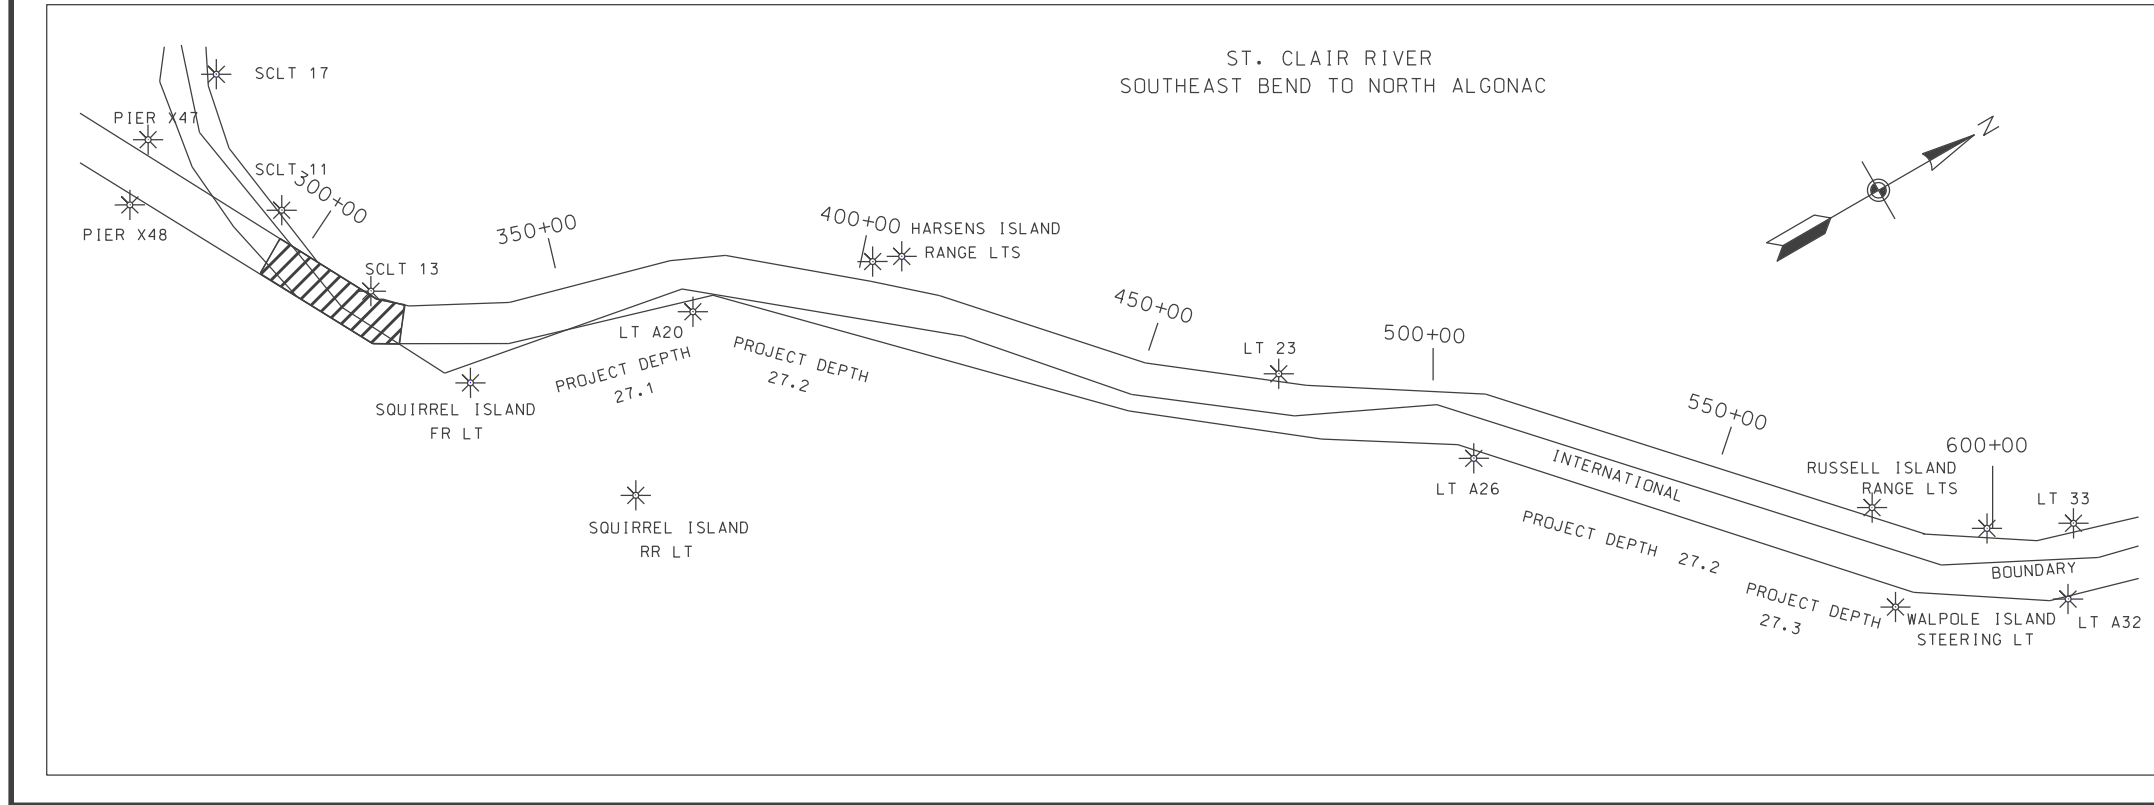 ST. CLAIR RIVER
SOUTHEAST BEND TO NORTH ALGONAC
N
SCLT 17
PIER X47
SCLT 11
300+00
PIER X48
SCLT 13
350+00
400+00
HARSENS ISLAND
RANGE LTS
450+00
LT 23
500+00
LT A20
PROJECT DEPTH
27.1
PROJECT DEPTH
27.2
SQUIRREL ISLAND
FR LT
SQUIRREL ISLAND
RR LT
550+00
600+00
INTERNATIONAL
LT A26
RUSSELL ISLAND
RANGE LTS
LT 33
PROJECT DEPTH 27.2
BOUNDARY
PROJECT DEPTH
27.3
WALPOLE ISLAND
STEERING LT
LT A32